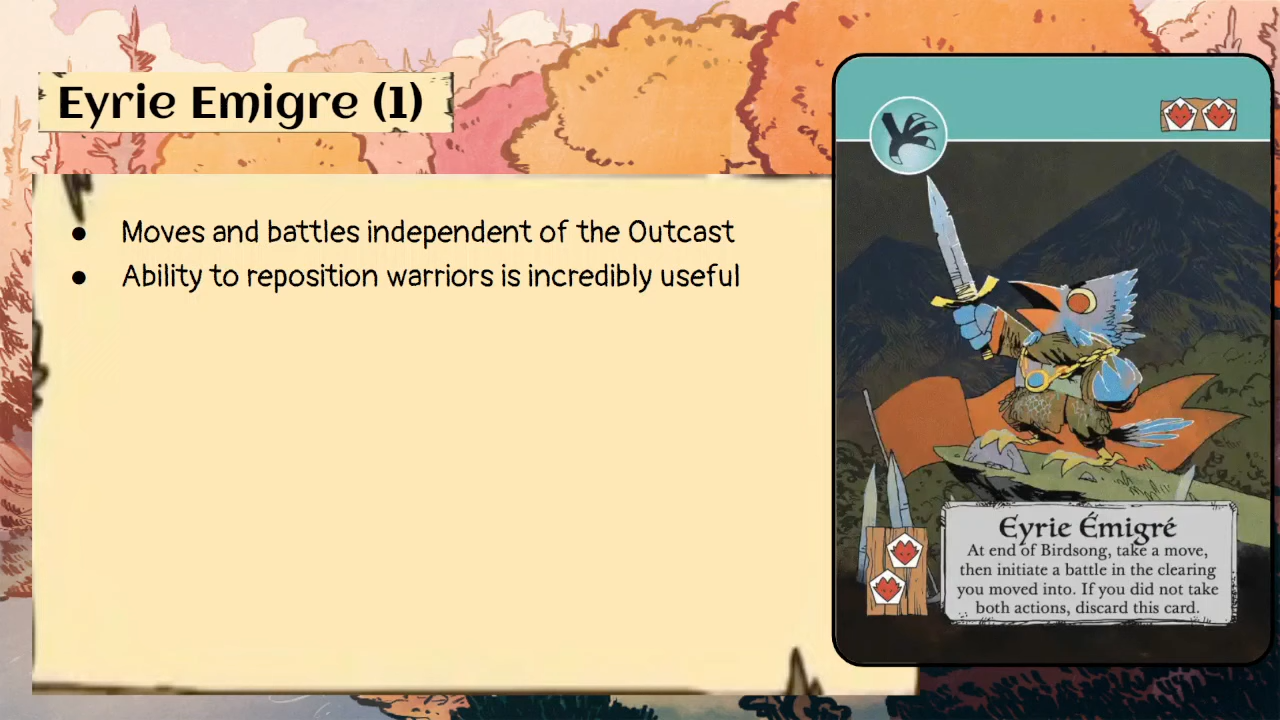 Eyrie Emigre (1)
● Moves and battles independent of the Outcast
● Ability to reposition warriors is incredibly useful
Eyrie Émigré
At end of Birdsong, take a move,
then initiate a battle in the clearing
you moved into. If you did not take
both actions, discard this card.